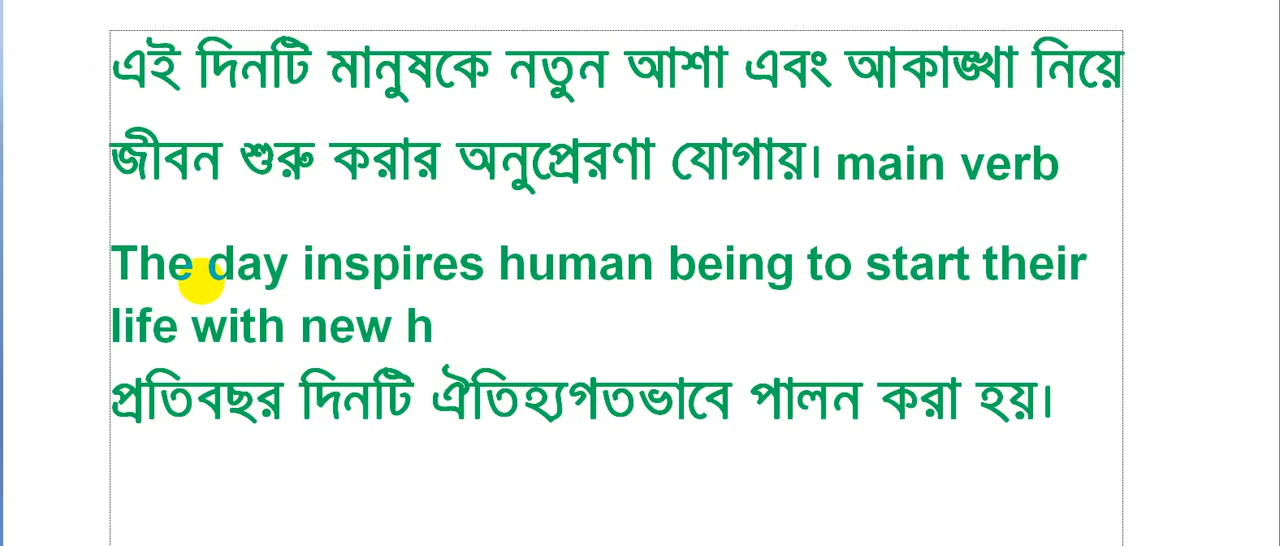 এই দিনটি মানুষকে নতুন আশা এবং আকাঙ্খা নিয়ে
জীবন শুরু করার অনুপ্রেরণা যোগায়। main verb
The day inspires human being to start their
life with new h
প্রতিবছর দিনটি ঐতিহ্যগতভাবে পালন করা হয়।